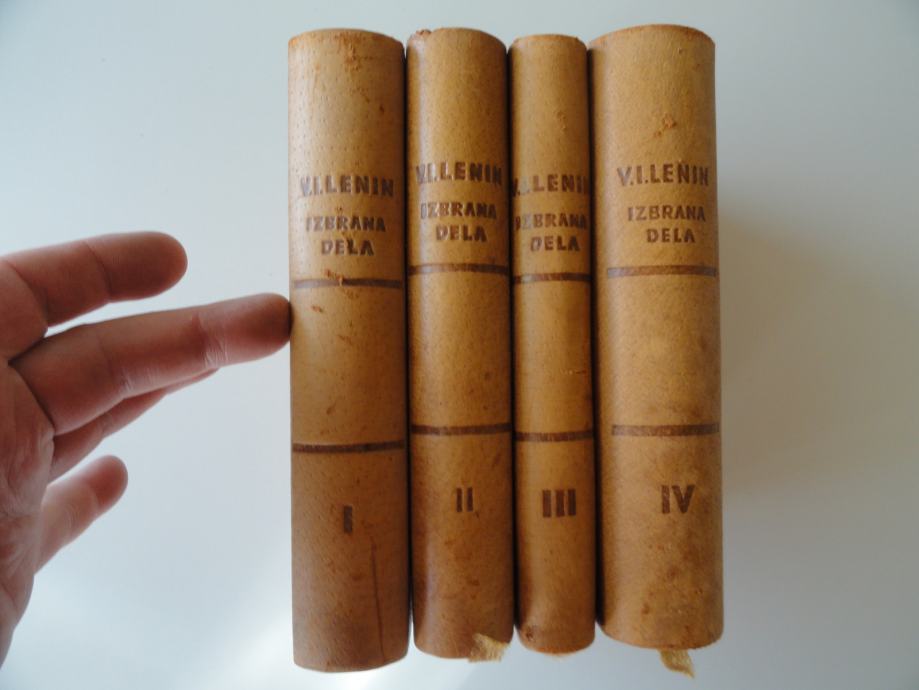 V.I.LENIN
IZBRANA
DELA
I
V.I.LENIN
IZBRANA
DELA
II
V.I.LENIN
IZBRANA
DELA
III
V.I.LENIN
IZBRANA
DELA
IV